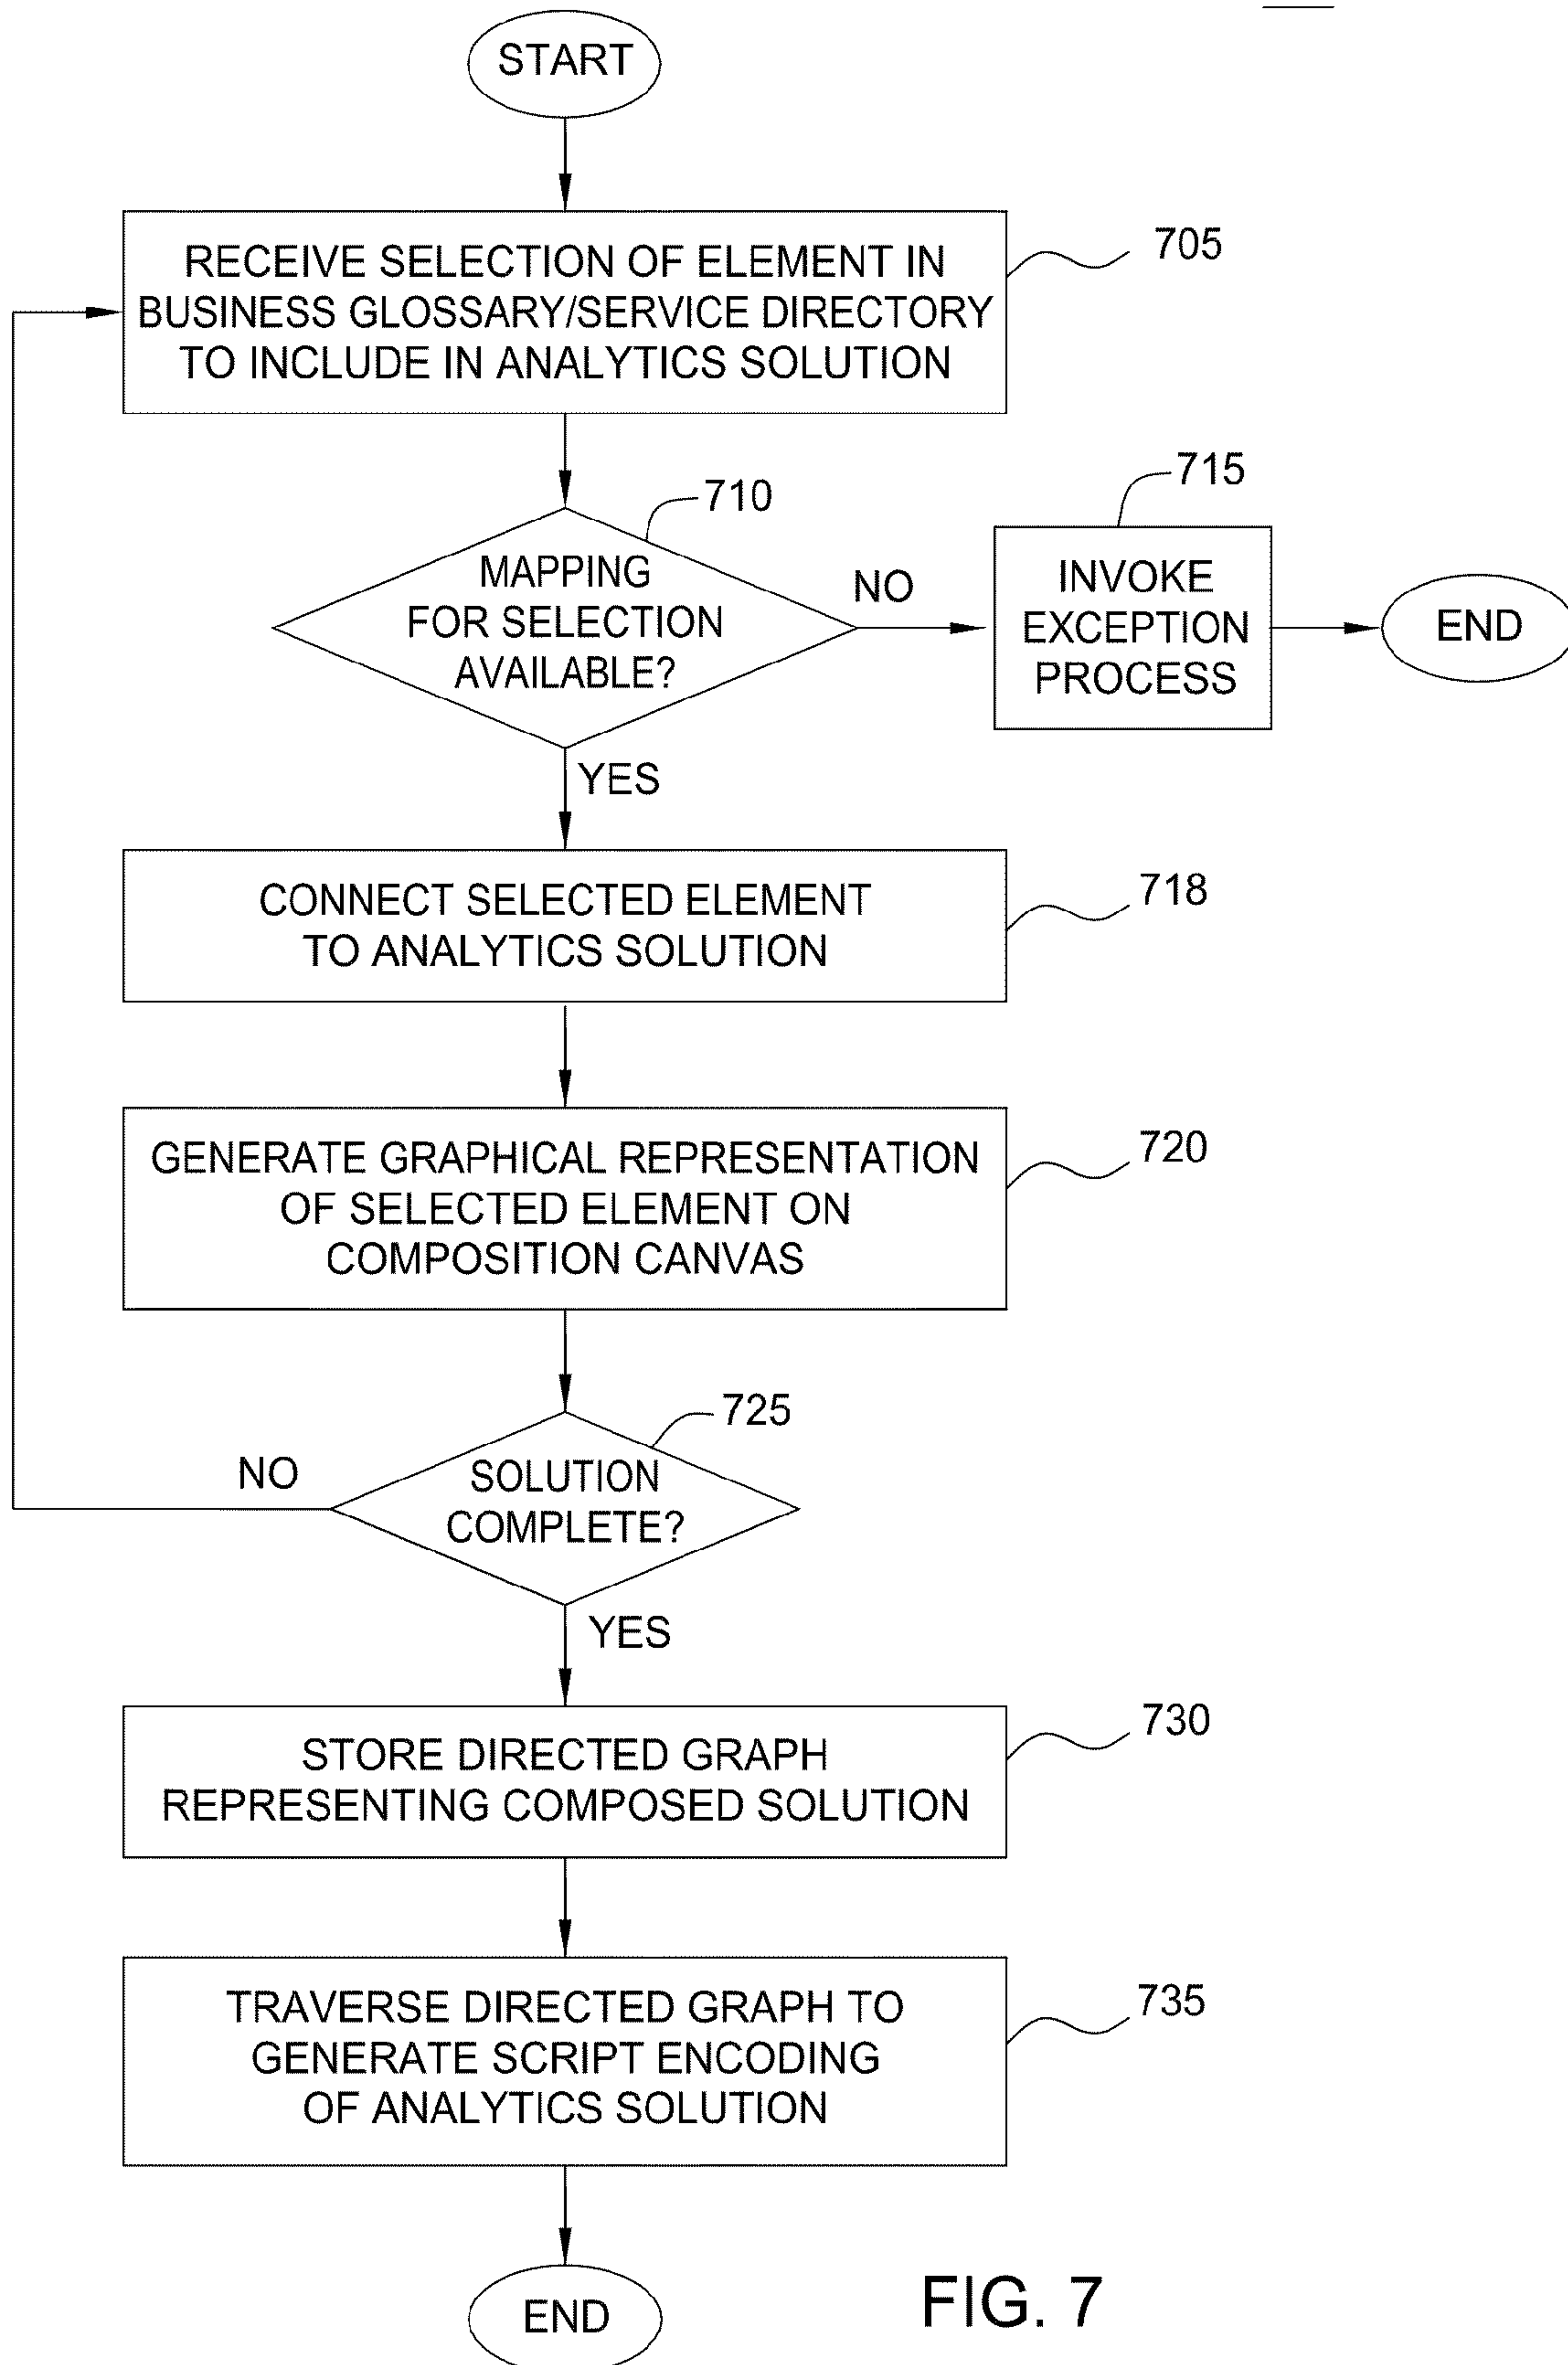 START
RECEIVE SELECTION OF ELEMENT IN
BUSINESS GLOSSARY/SERVICE DIRECTORY
TO INCLUDE IN ANALYTICS SOLUTION
705
710
MAPPING
FOR SELECTION
AVAILABLE?
NO
715
INVOKE
EXCEPTION
PROCESS
END
YES
CONNECT SELECTED ELEMENT
TO ANALYTICS SOLUTION
718
GENERATE GRAPHICAL REPRESENTATION
OF SELECTED ELEMENT ON
COMPOSITION CANVAS
720
725
SOLUTION
COMPLETE?
NO
YES
STORE DIRECTED GRAPH
REPRESENTING COMPOSED SOLUTION
730
TRAVERSE DIRECTED GRAPH TO
GENERATE SCRIPT ENCODING
OF ANALYTICS SOLUTION
735
END
FIG. 7